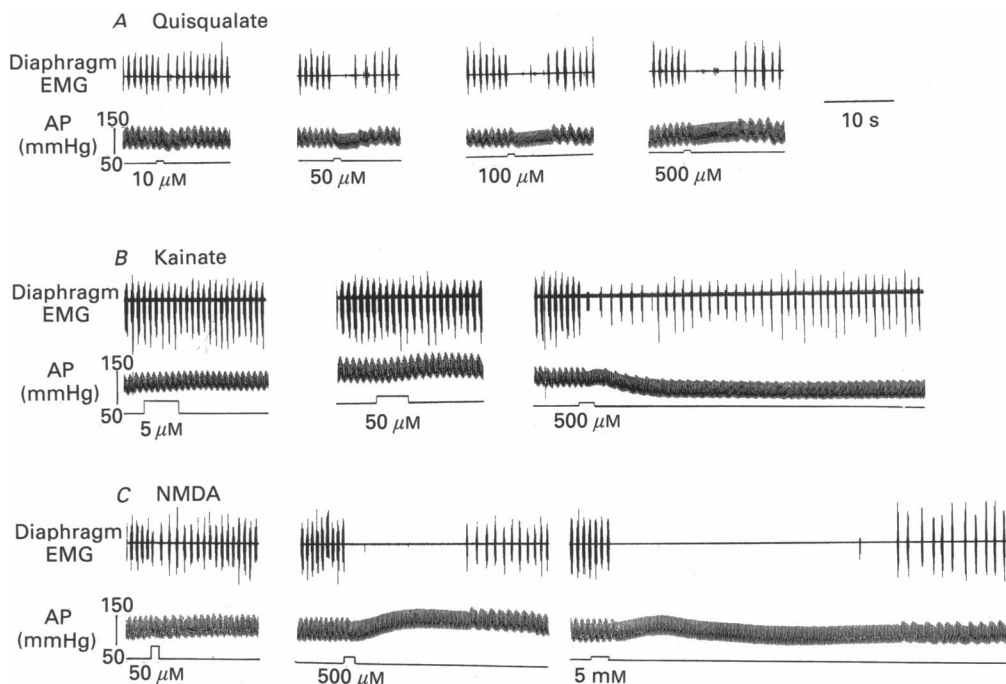 A Quisqualate
Diaphragm
EMG
AP
(mmHg)
150
50
10 μM
50 μM
100 μM
500 μM
10 s
B Kainate
Diaphragm
EMG
AP
(mmHg)
150
50
5 μM
50 μM
500 μM
C NMDA
Diaphragm
EMG
AP
(mmHg)
150
50
50 μM
500 μM
5 mM